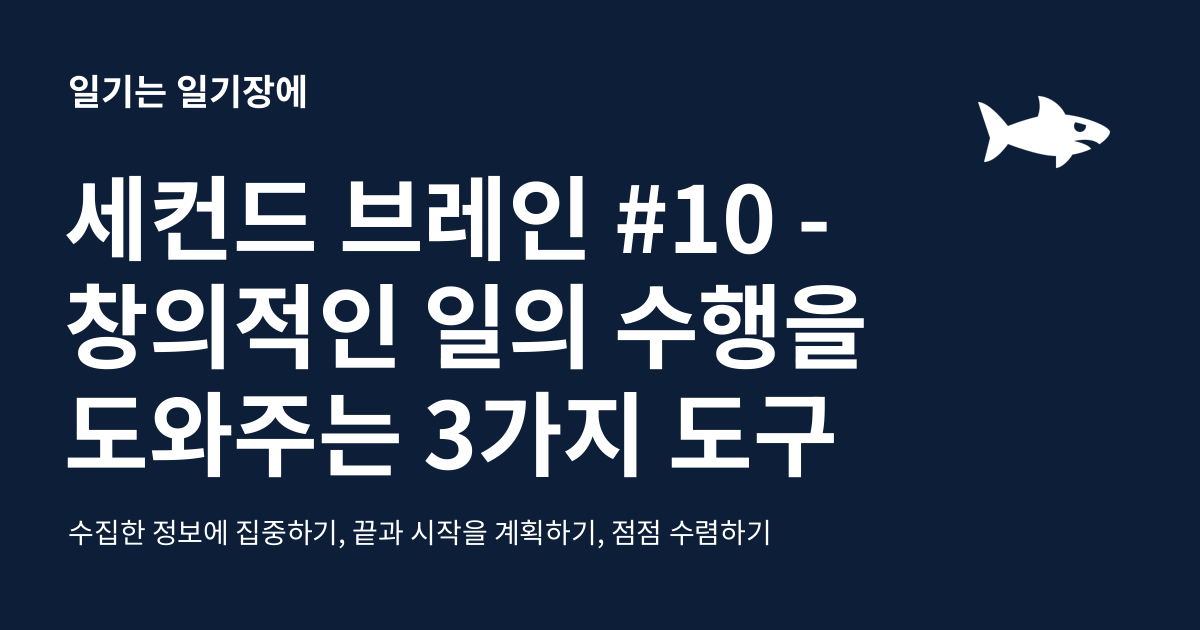 일기는 일기장에
세컨드 브레인 #10 -
창의적인 일의 수행을
도와주는 3가지 도구
수집한 정보에 집중하기, 끝과 시작을 계획하기, 점점 수렴하기